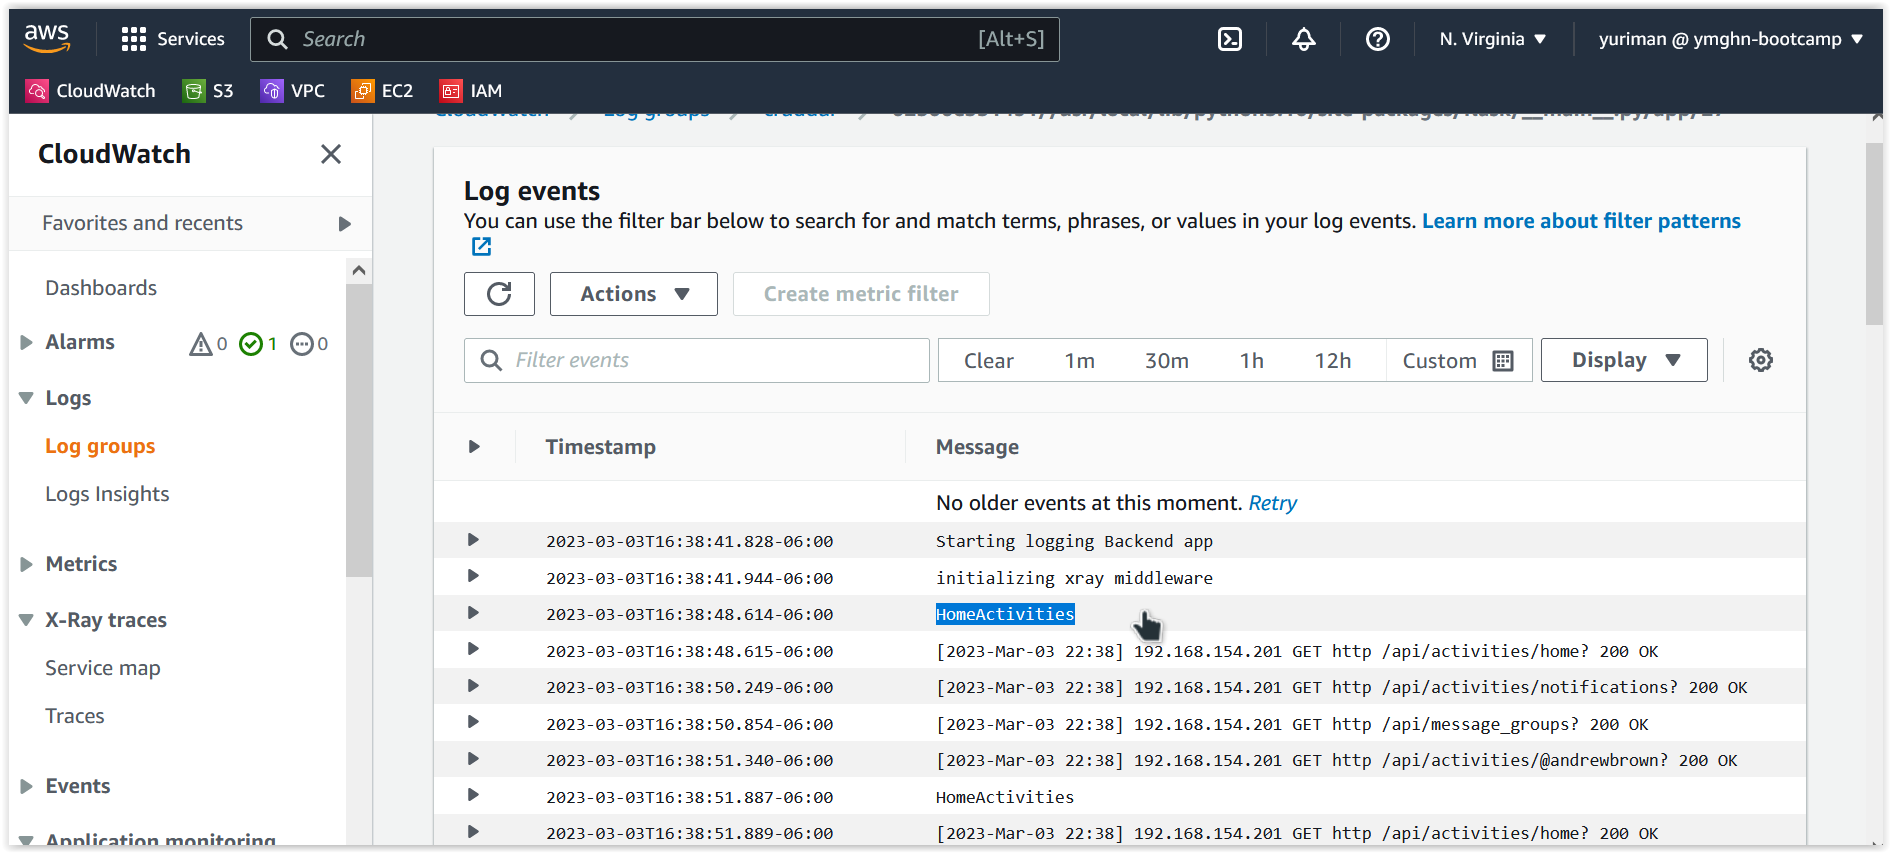 aws
Services
Search
[Alt+S]
N. Virginia
yuriman @ ymghn-bootcamp
CloudWatch
S3
VPC
EC2
IAM
CloudWatch
Favorites and recents
Dashboards
Alarms
0
1
0
Logs
Log groups
Logs Insights
Metrics
X-Ray traces
Service map
Traces
Events
Application monitoring
CloudWatch
Log groups
cruddur
Log events
You can use the filter bar below to search for and match terms, phrases, or values in your log events. Learn more about filter patterns
Actions
Create metric filter
Filter events
Clear
1m
30m
1h
12h
Custom
Display
Timestamp
Message
No older events at this moment. Retry
2023-03-03T16:38:41.828-06:00 Starting logging Backend app
2023-03-03T16:38:41.944-06:00 initializing xray middleware
2023-03-03T16:38:48.614-06:00 HomeActivities
2023-03-03T16:38:48.615-06:00 [2023-Mar-03 22:38] 192.168.154.201 GET http /api/activities/home? 200 OK
2023-03-03T16:38:50.249-06:00 [2023-Mar-03 22:38] 192.168.154.201 GET http /api/activities/notifications? 200 OK
2023-03-03T16:38:50.854-06:00 [2023-Mar-03 22:38] 192.168.154.201 GET http /api/message_groups? 200 OK
2023-03-03T16:38:51.340-06:00 [2023-Mar-03 22:38] 192.168.154.201 GET http /api/activities/@andrewbrown? 200 OK
2023-03-03T16:38:51.887-06:00 HomeActivities
2023-03-03T16:38:51.889-06:00 [2023-Mar-03 22:38] 192.168.154.201 GET http /api/activities/home? 200 OK